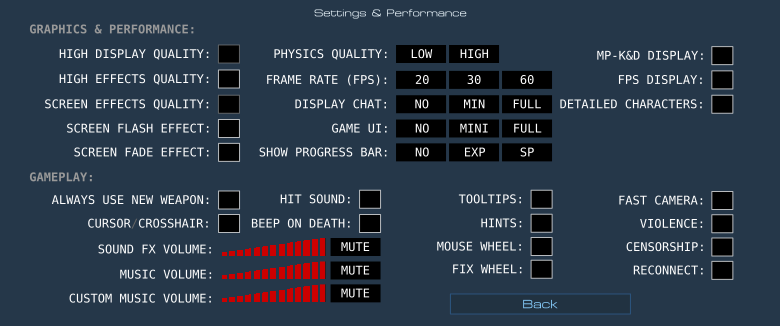 Settings & Performance
GRAPHICS & PERFORMANCE:
HIGH DISPLAY QUALITY: PHYSICS QUALITY: LOW HIGH MP-K&D DISPLAY:
HIGH EFFECTS QUALITY: FRAME RATE (FPS): 20 30 60 FPS DISPLAY:
SCREEN EFFECTS QUALITY: DISPLAY CHAT: NO MIN FULL DETAILED CHARACTERS:
SCREEN FLASH EFFECT: GAME UI: NO MINI FULL
SCREEN FADE EFFECT: SHOW PROGRESS BAR: NO EXP SP
GAMEPLAY:
ALWAYS USE NEW WEAPON: HIT SOUND: TOOLTIPS: FAST CAMERA:
CURSOR/CROSSHAIR: BEEP ON DEATH: HINTS: VIOLENCE:
SOUND FX VOLUME: MUTE MOUSE WHEEL: CENSORSHIP:
MUSIC VOLUME: MUTE FIX WHEEL: RECONNECT:
CUSTOM MUSIC VOLUME: MUTE
Back